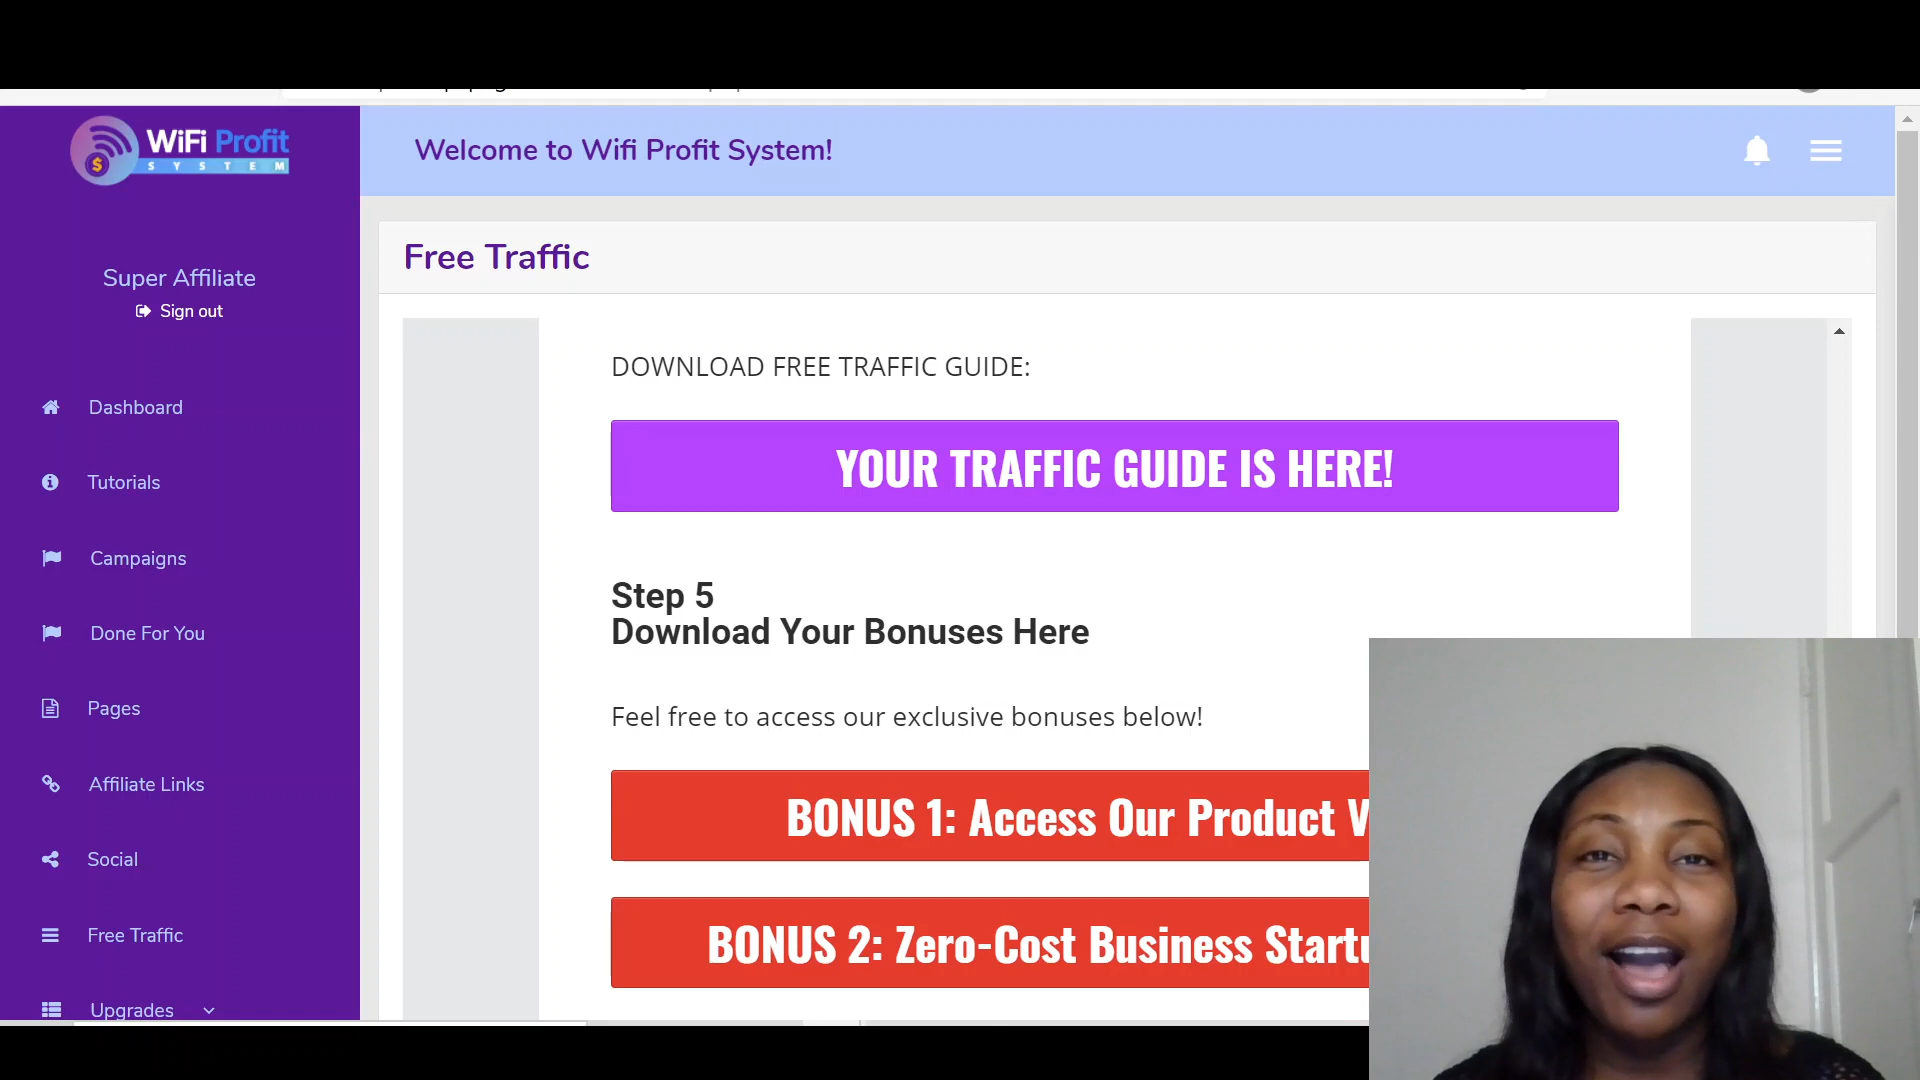 WiFi Profit
SYSTEM
$
Welcome to Wifi Profit System!
Super Affiliate
Sign out
Dashboard
Tutorials
Campaigns
Done For You
Pages
Affiliate Links
Social
Free Traffic
Upgrades
Free Traffic
DOWNLOAD FREE TRAFFIC GUIDE:
YOUR TRAFFIC GUIDE IS HERE!
Step 5
Download Your Bonuses Here
Feel free to access our exclusive bonuses below!
BONUS 1: Access Our Product
BONUS 2: Zero-Cost Business